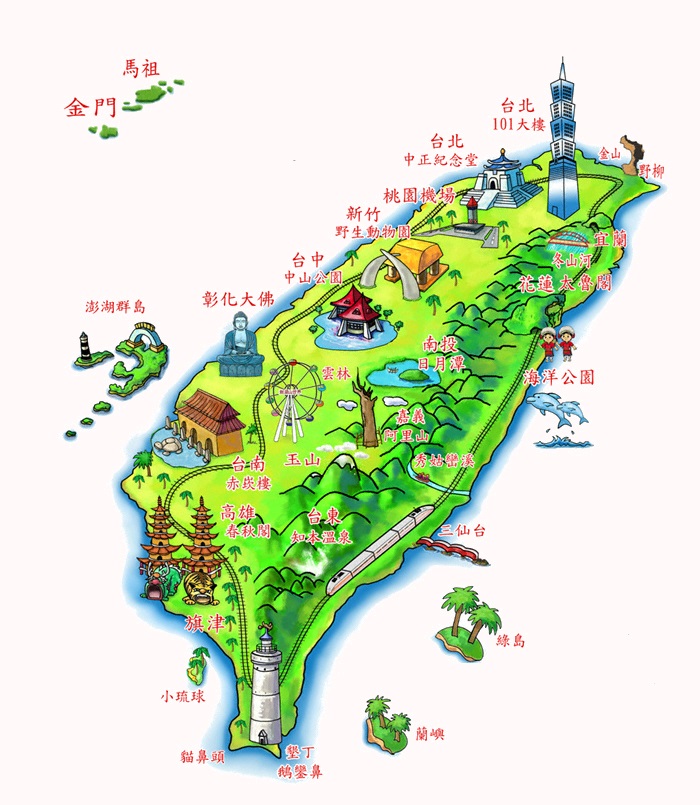 馬祖
金門
台北
101大樓
台北
中正紀念堂
金山
野柳
桃園機場
新竹
野生動物園
宜蘭
冬山河
台中
中山公園
花蓮 太魯閣
彰化大佛
澎湖群島
南投
日月潭
雲林
海洋公園
嘉義
阿里山
台南
赤崁樓
玉山
秀姑巒溪
高雄
春秋閣
台東
知本溫泉
三仙台
旗津
綠島
小琉球
蘭嶼
貓鼻頭
墾丁
鵝鑾鼻